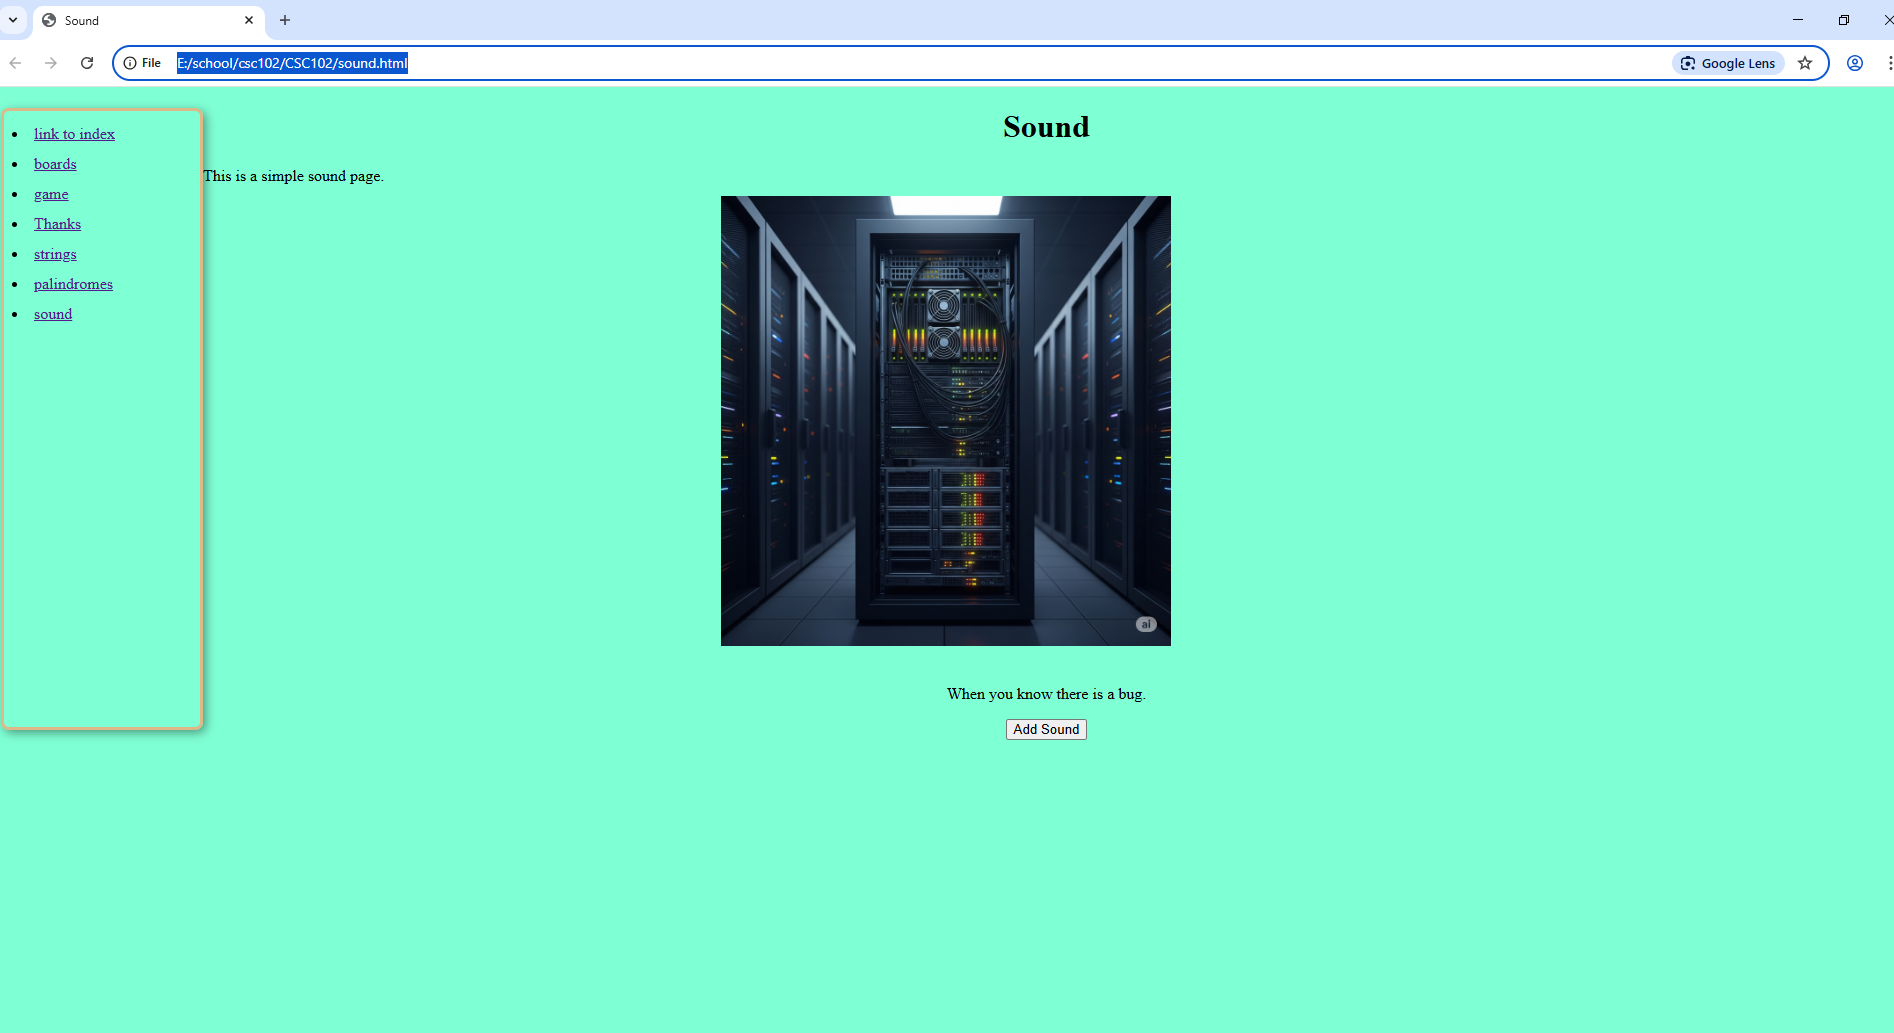 Sound
File
E:/school/csc102/CSC102/sound.html
Google Lens
link to index
boards
game
Thanks
strings
palindromes
sound
Sound
This is a simple sound page.
ai
When you know there is a bug.
Add Sound